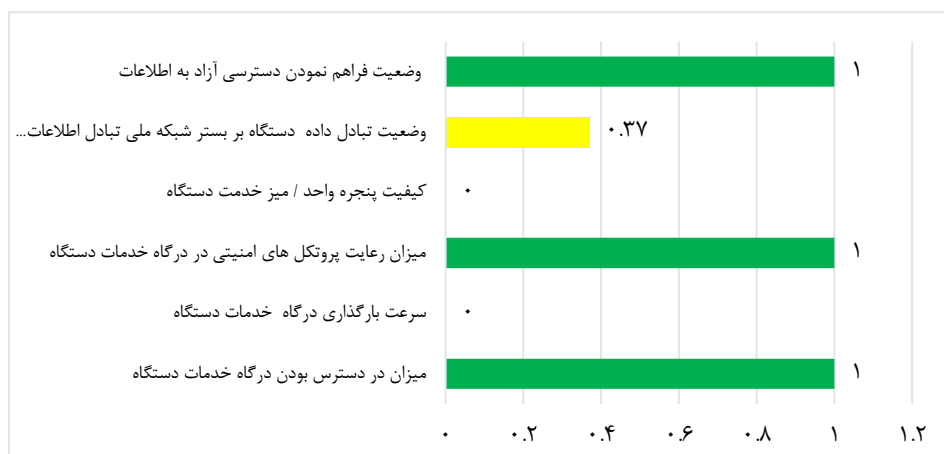 وضعیت فراهم نمودن دسترسی آزاد به اطلاعات
۱
وضعیت تبادل داده دستگاه بر بستر شبکه ملی تبادل اطلاعات...
۰.۳۷
کیفیت پنجره واحد / میز خدمت دستگاه
۰
میزان رعایت پروتکل های امنیتی در درگاه خدمات دستگاه
۱
سرعت بارگذاری درگاه خدمات دستگاه
۰
میزان در دسترس بودن درگاه خدمات دستگاه
۱
۰ ۰.۲ ۰.۴ ۰.۶ ۰.۸ ۱ ۱.۲